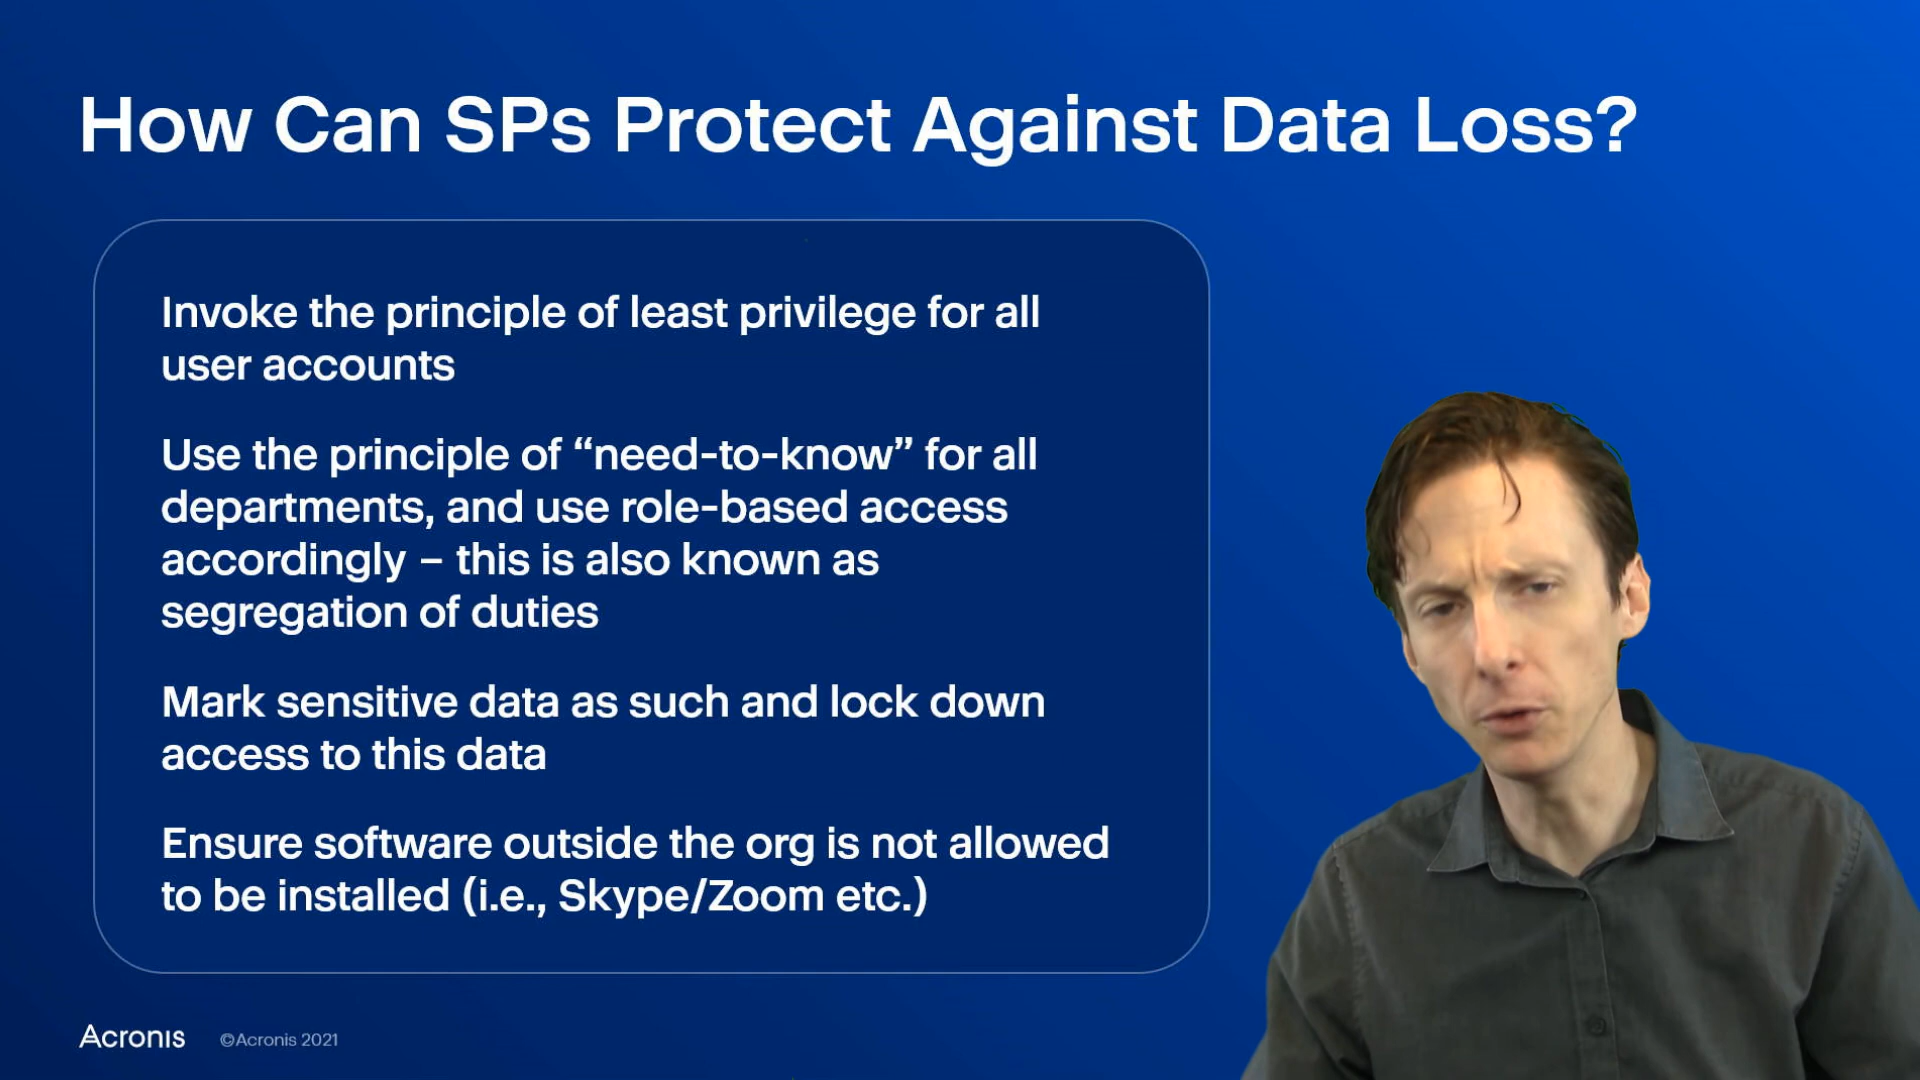 How Can SPs Protect Against Data Loss?
Invoke the principle of least privilege for all
user accounts
Use the principle of “need-to-know” for all
departments, and use role-based access
accordingly – this is also known as
segregation of duties
Mark sensitive data as such and lock down
access to this data
Ensure software outside the org is not allowed
to be installed (i.e., Skype/Zoom etc.)
Acronis ©Acronis 2021